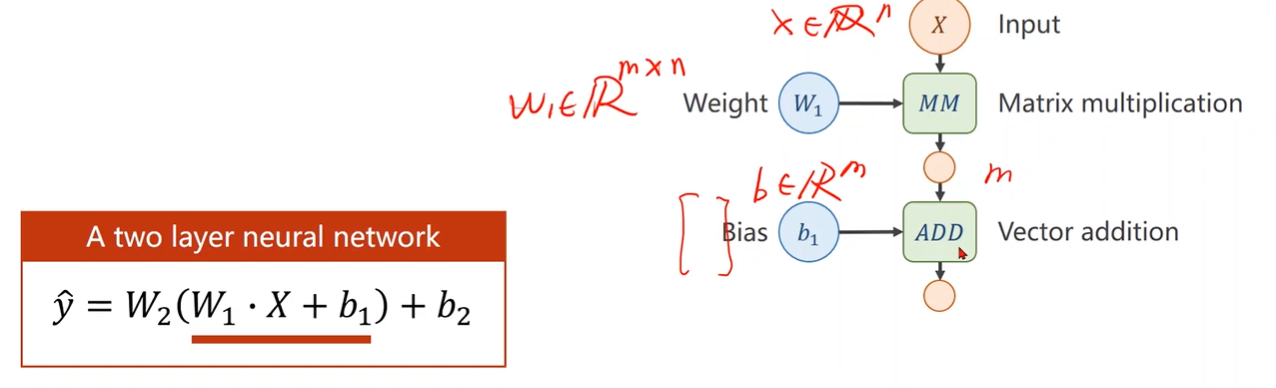 x ∈ ℝⁿ
X
Input
W₁ ∈ ℝᵐˣⁿ
Weight
W₁
MM
Matrix multiplication
b ∈ ℝᵐ
m
[ ]
Bias
b₁
ADD
Vector addition
A two layer neural network
ŷ = W₂(W₁ · X + b₁) + b₂